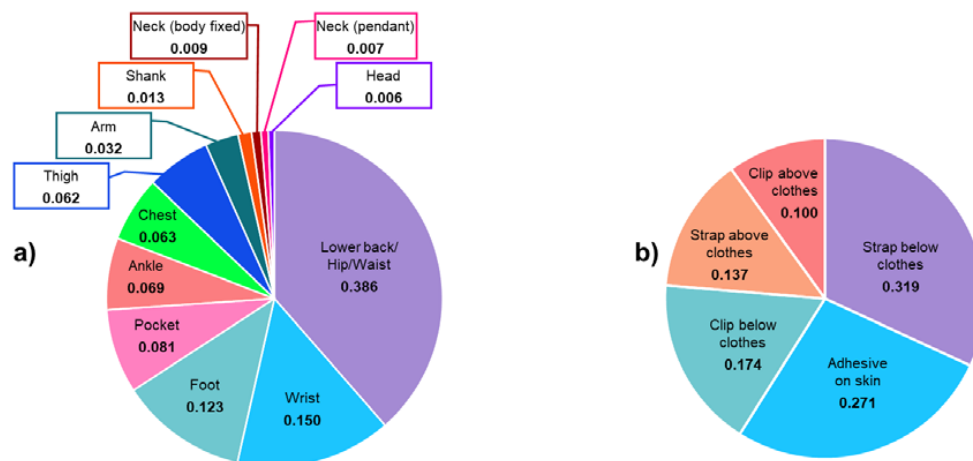 Neck (body fixed)
0.009
Neck (pendant)
0.007
Shank
0.013
Head
0.006
Arm
0.032
Thigh
0.062
Chest
0.063
a)
Ankle
0.069
Pocket
0.081
Foot
0.123
Wrist
0.150
Lower back/
Hip/Waist
0.386
b)
Clip above
clothes
0.100
Strap above
clothes
0.137
Strap below
clothes
0.319
Clip below
clothes
0.174
Adhesive
on skin
0.271